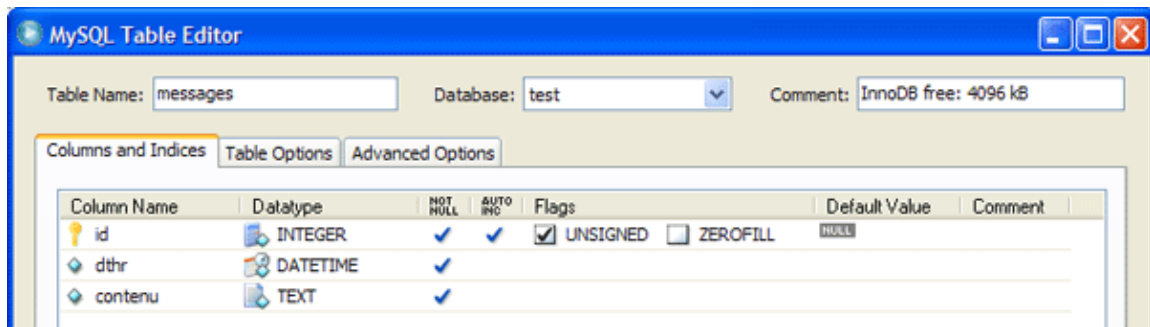 MySQL Table Editor
Table Name: messages Database: test Comment: InnoDB free: 4096 kB
Columns and Indices Table Options Advanced Options
Column Name Datatype NOT NULL AUTO INC Flags Default Value Comment
id INTEGER UNSIGNED ZEROFILL NULL
dthr DATETIME
contenu TEXT